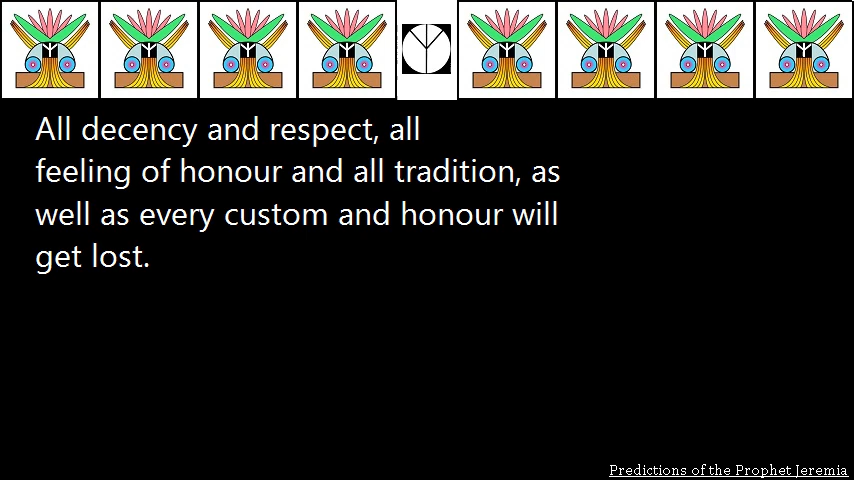 All decency and respect, all
feeling of honour and all tradition, as
well as every custom and honour will
get lost.
Predictions of the Prophet Jeremia